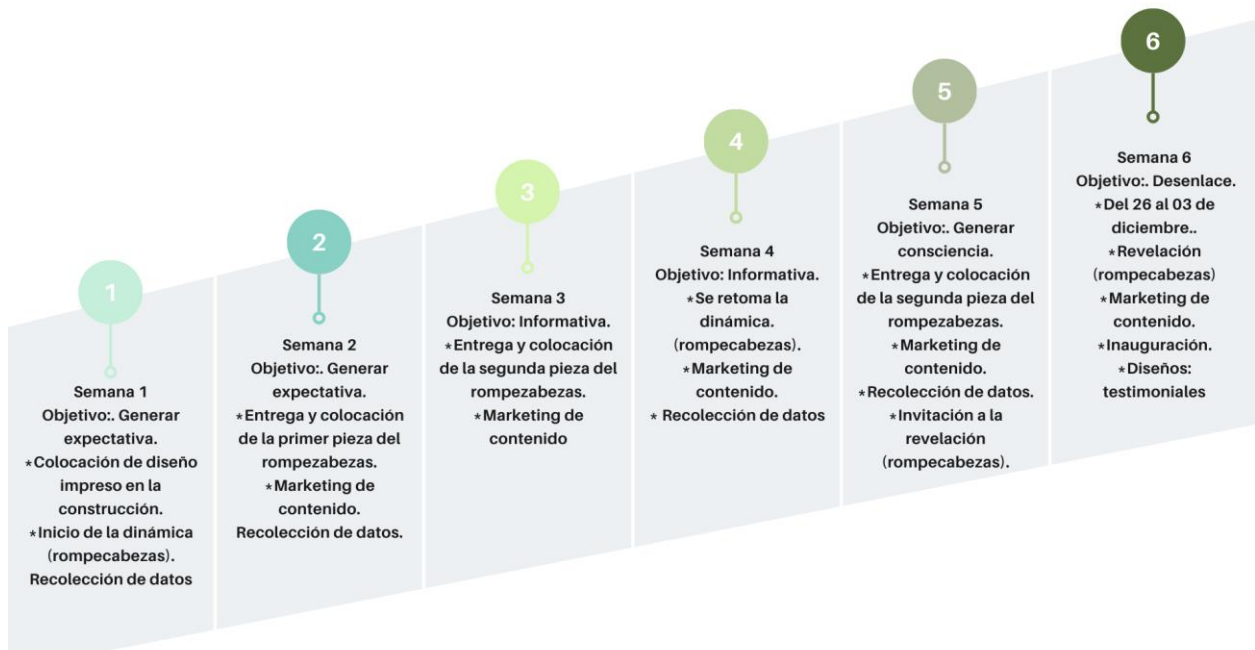 1
Semana 1
Objetivo:. Generar
expectativa.
*Colocación de diseño
impreso en la
construcción.
*Inicio de la dinámica
(rompecabezas).
Recolección de datos
2
Semana 2
Objetivo:. Generar
expectativa.
*Entrega y colocación
de la primer pieza del
rompezabezas.
*Marketing de
contenido.
Recolección de datos.
3
Semana 3
Objetivo: Informativa.
*Entrega y colocación
de la segunda pieza del
rompezabezas.
*Marketing de
contenido
4
Semana 4
Objetivo: Informativa.
*Se retoma la
dinámica.
(rompecabezas).
*Marketing de
contenido.
* Recolección de datos
5
Semana 5
Objetivo:. Generar
consciencia.
*Entrega y colocación
de la segunda pieza del
rompezabezas.
*Marketing de
contenido.
*Recolección de datos.
*Invitación a la
revelación
(rompecabezas).
6
Semana 6
Objetivo:. Desenlace.
*Del 26 al 03 de
diciembre..
*Revelación
(rompecabezas)
*Marketing de
contenido.
*Inauguración.
*Diseños:
testimoniales